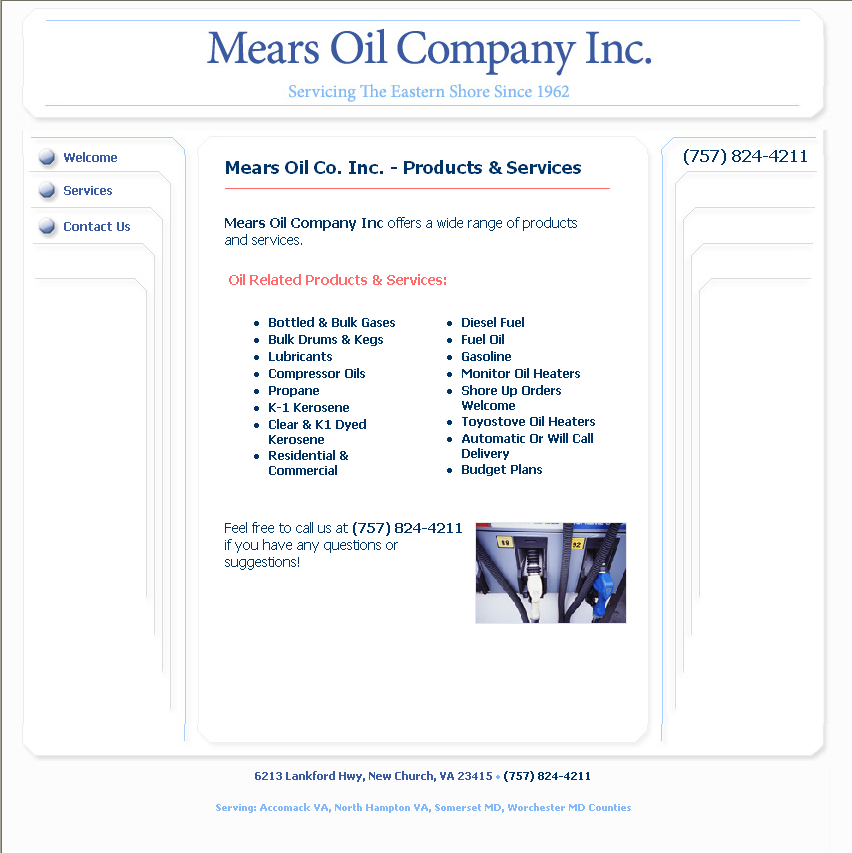 Mears Oil Company Inc.
Servicing The Eastern Shore Since 1962
Welcome
Services
Contact Us
(757) 824-4211
Mears Oil Co. Inc. - Products & Services
Mears Oil Company Inc offers a wide range of products
and services.
Oil Related Products & Services:
Bottled & Bulk Gases
Bulk Drums & Kegs
Lubricants
Compressor Oils
Propane
K-1 Kerosene
Clear & K1 Dyed
Kerosene
Residential &
Commercial
Diesel Fuel
Fuel Oil
Gasoline
Monitor Oil Heaters
Shore Up Orders
Welcome
Toyostove Oil Heaters
Automatic Or Will Call
Delivery
Budget Plans
Feel free to call us at (757) 824-4211
if you have any questions or
suggestions!
6213 Lankford Hwy, New Church, VA 23415 • (757) 824-4211
Serving: Accomack VA, North Hampton VA, Somerset MD, Worchester MD Counties